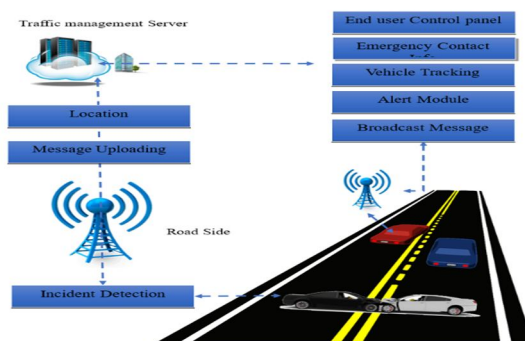 Traffic management Server
Location
Message Uploading
Road Side
Incident Detection
End user Control panel
Emergency Contact
Vehicle Tracking
Alert Module
Broadcast Message